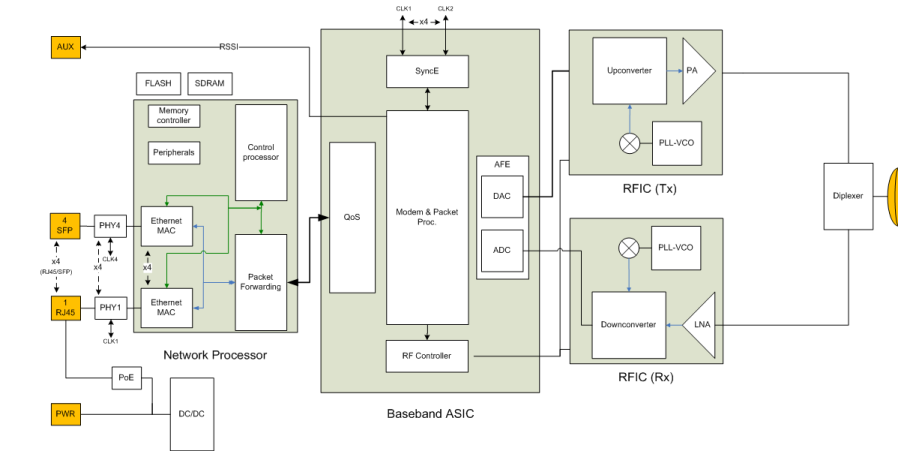 CLK1
CLK2
x4
AUX
RSSI
SyncE
Upconverter
PA
FLASH
SDRAM
Memory
controller
Control
processor
Peripherals
PLL-VCO
AFE
RFIC (Tx)
DAC
Diplexer
QoS
Modem & Packet
Proc.
4
SFP
PHY4
Ethernet
MAC
ADC
PLL-VCO
x4
(RJ45/SFP)
x4
CLK4
x4
Packet
Forwarding
1
RJ45
PHY1
Ethernet
MAC
Downconverter
LNA
CLK1
Network Processor
RF Controller
RFIC (Rx)
PoE
PWR
DC/DC
Baseband ASIC